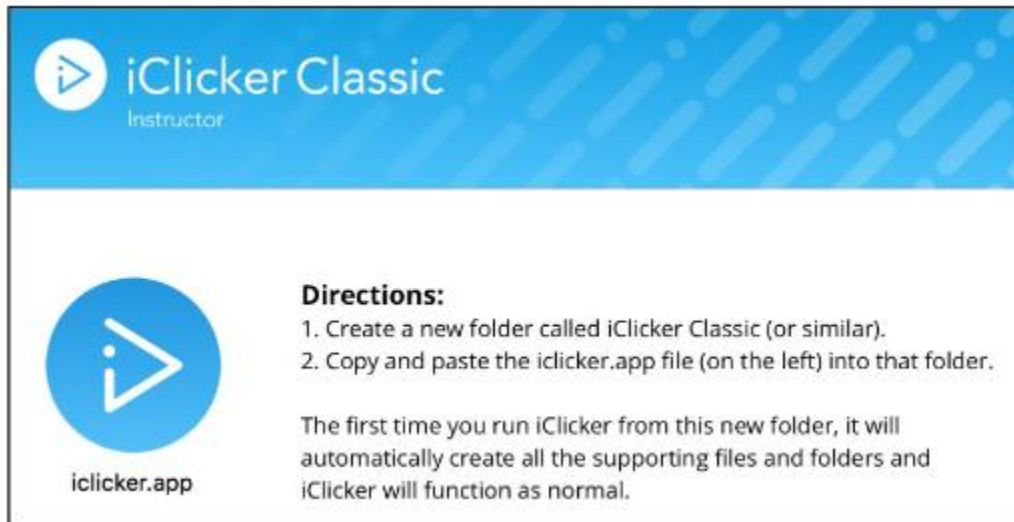 iClicker Classic
Instructor
Directions:
1. Create a new folder called iClicker Classic (or similar).
2. Copy and paste the iclicker.app file (on the left) into that folder.
The first time you run iClicker from this new folder, it will
automatically create all the supporting files and folders and
iClicker will function as normal.
iclicker.app